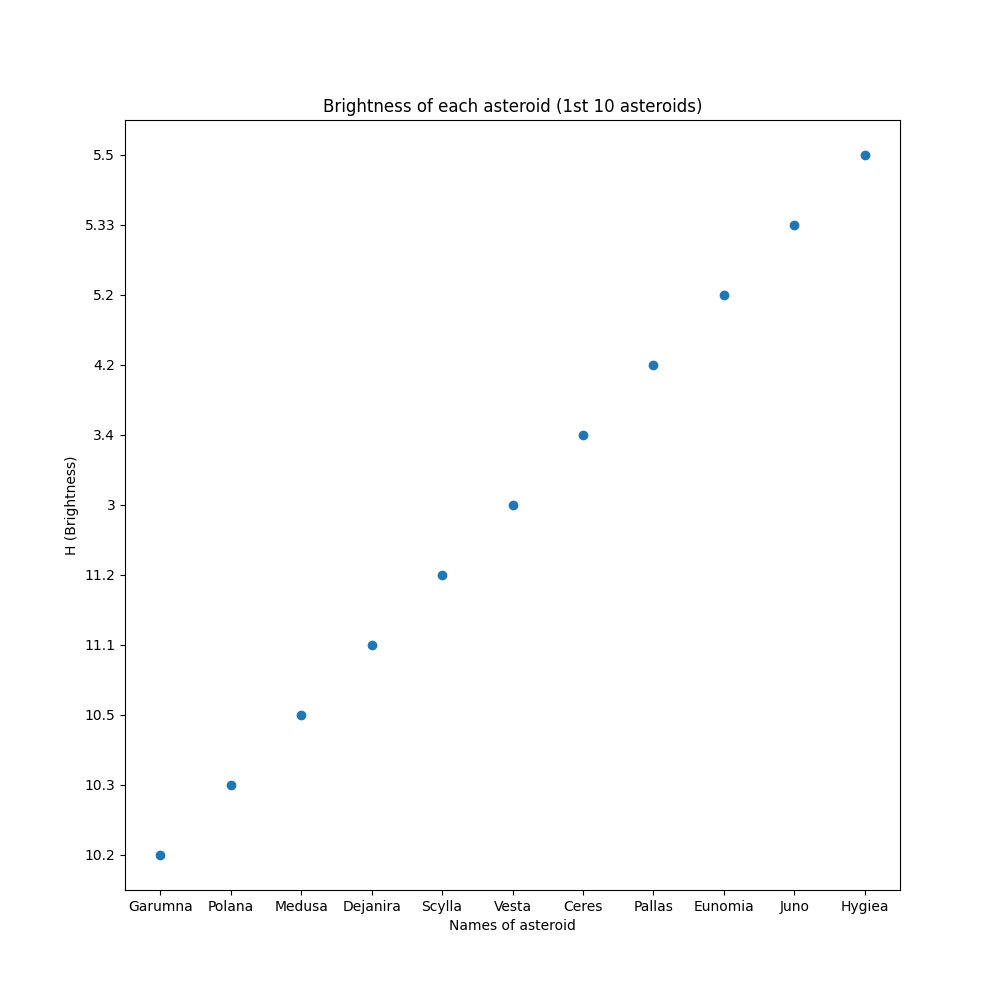 Brightness of each asteroid (1st 10 asteroids)
5.5
5.33
5.2
4.2
3.4
3
11.2
11.1
10.5
10.3
10.2
H (Brightness)
Garumna Polana Medusa Dejanira Scylla Vesta Ceres Pallas Eunomia Juno Hygiea
Names of asteroid